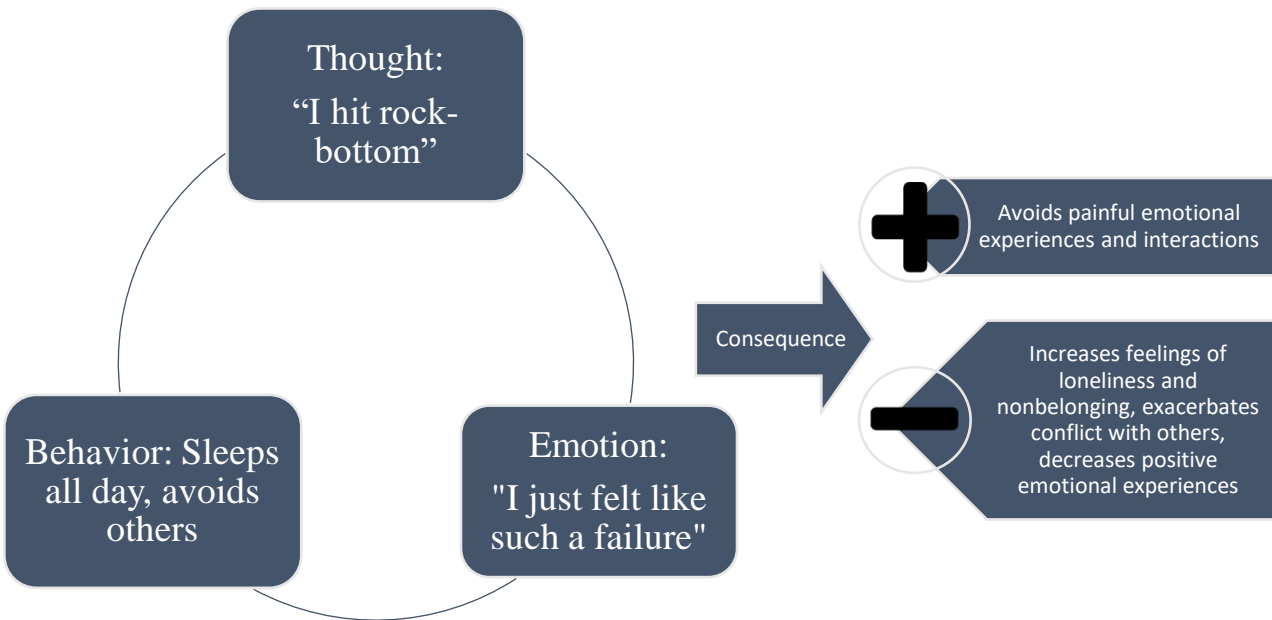 Thought:
“I hit rock-
bottom”
Behavior: Sleeps
all day, avoids
others
Emotion:
"I just felt like
such a failure"
Consequence
Avoids painful emotional
experiences and interactions
Increases feelings of
loneliness and
nonbelonging, exacerbates
conflict with others,
decreases positive
emotional experiences